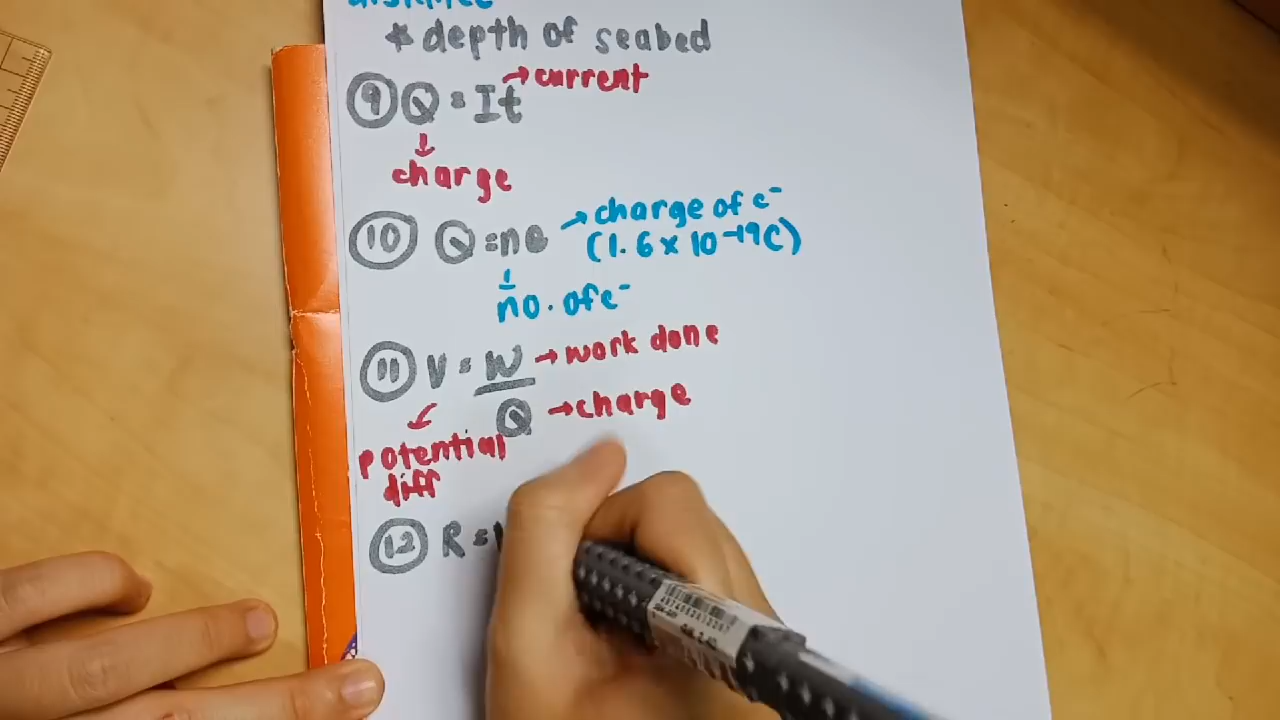 * depth of seabed
⑨ Q = It → current
charge
⑩ Q = ne → charge of e⁻
(1.6 x 10⁻¹⁹C)
no. of e⁻
⑪ V = W → work done
Q → charge
potential
diff
⑫ R =